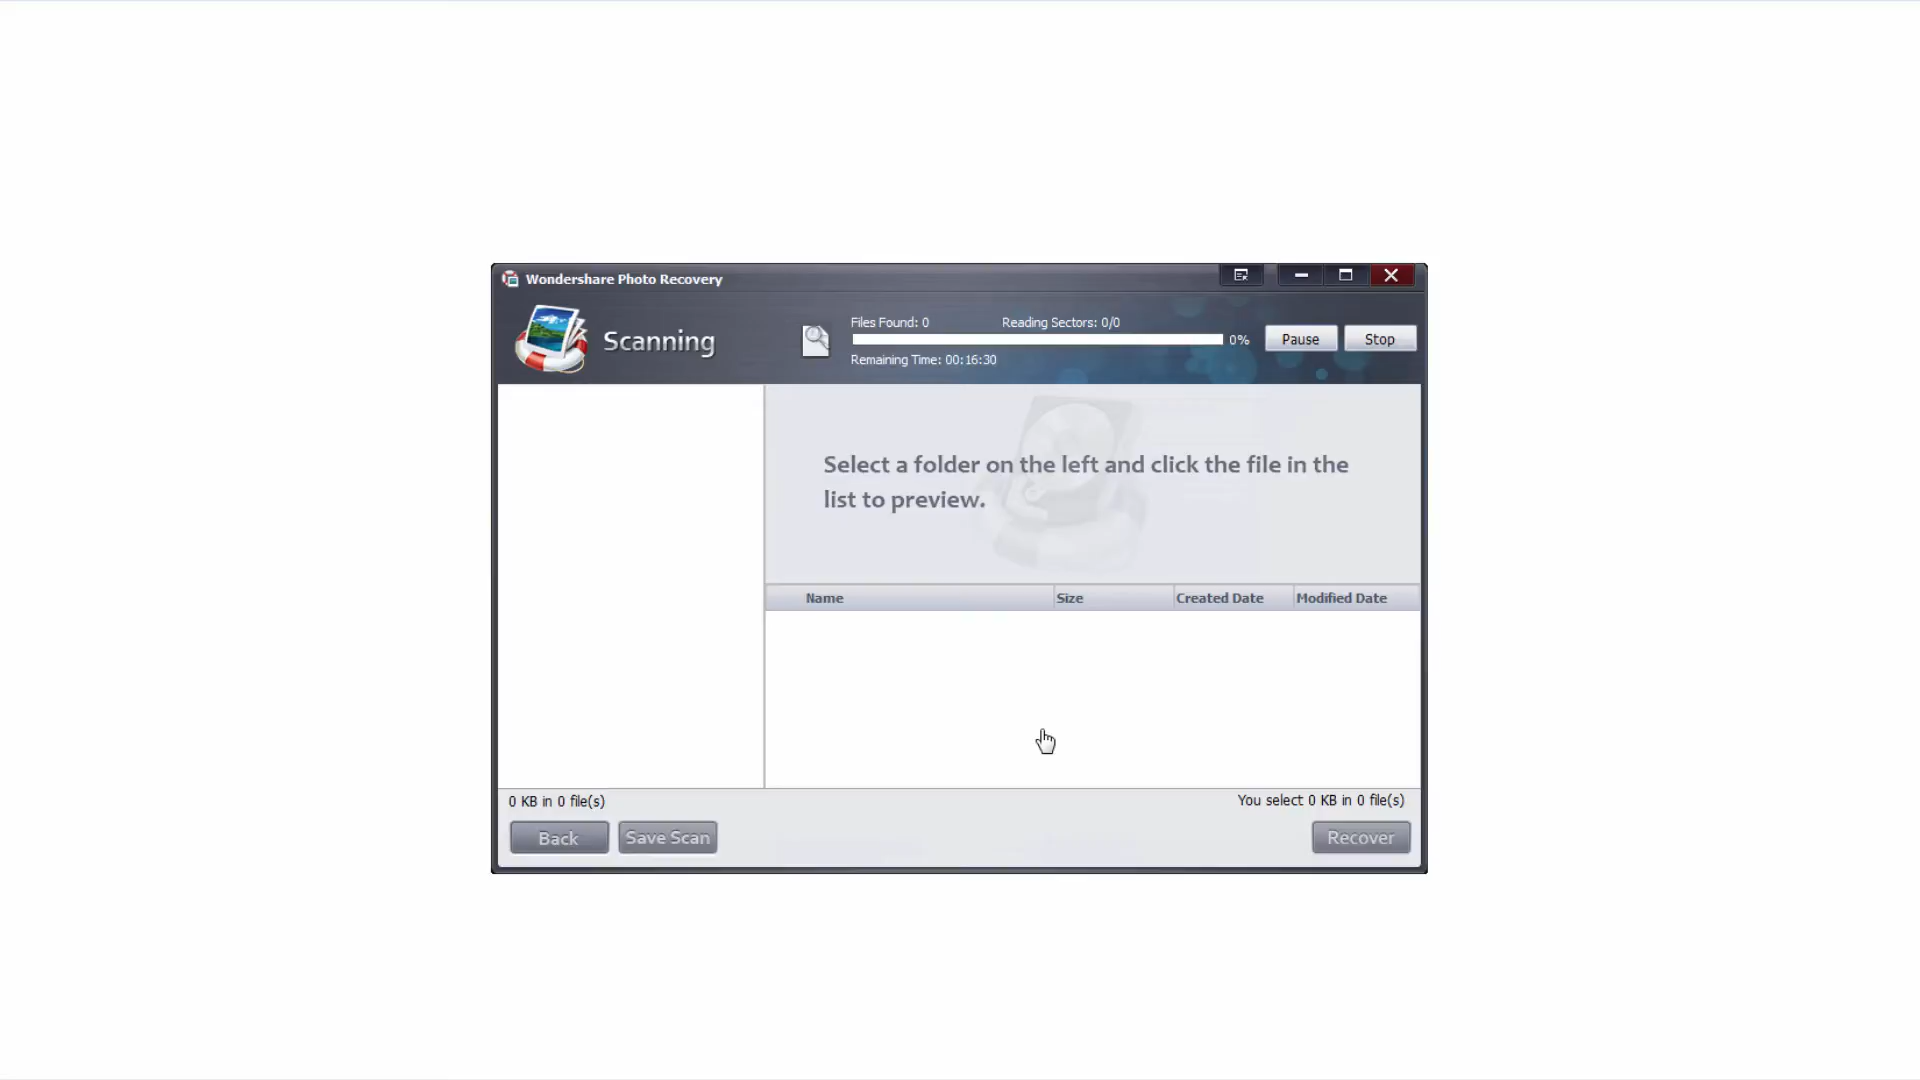 Wondershare Photo Recovery
Scanning
Files Found: 0
Reading Sectors: 0/0
0%
Pause
Stop
Remaining Time: 00:16:30
Select a folder on the left and click the file in the
list to preview.
Name
Size
Created Date
Modified Date
0 KB in 0 file(s)
You select 0 KB in 0 file(s)
Back
Save Scan
Recover